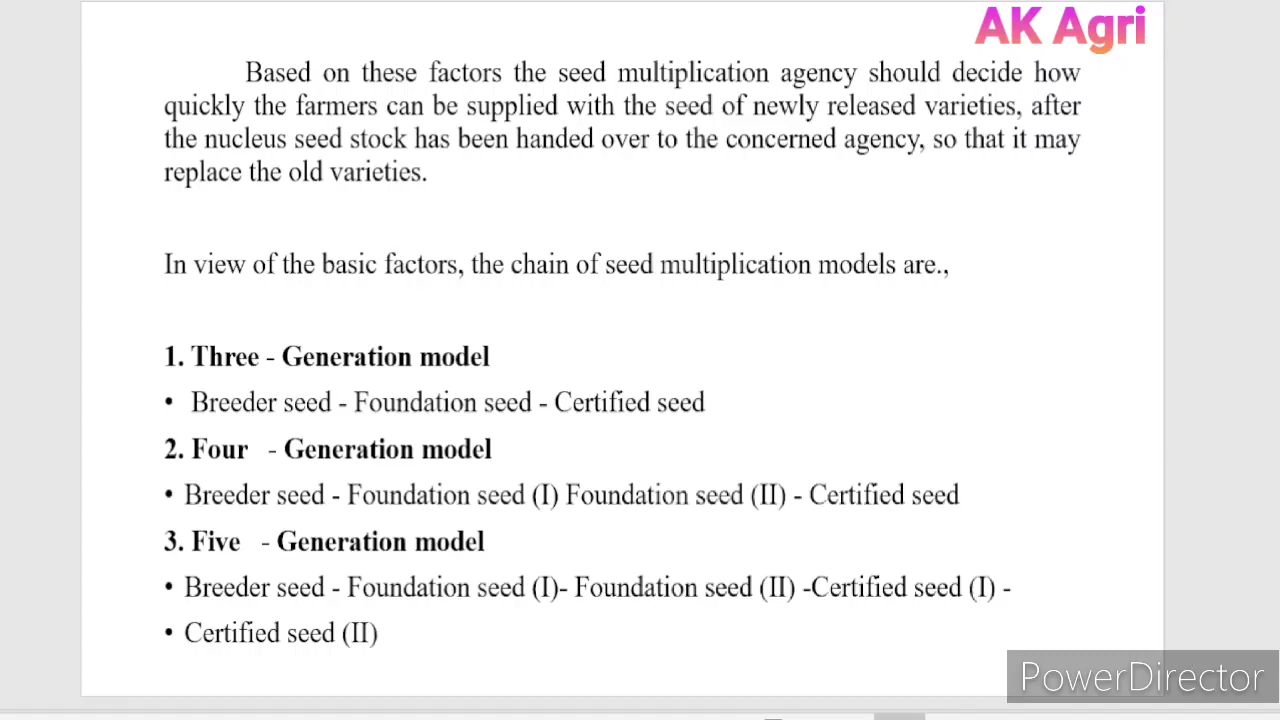 AK Agri
Based on these factors the seed multiplication agency should decide how
quickly the farmers can be supplied with the seed of newly released varieties, after
the nucleus seed stock has been handed over to the concerned agency, so that it may
replace the old varieties.
In view of the basic factors, the chain of seed multiplication models are.,
1. Three - Generation model
• Breeder seed - Foundation seed - Certified seed
2. Four - Generation model
• Breeder seed - Foundation seed (I) Foundation seed (II) - Certified seed
3. Five - Generation model
• Breeder seed - Foundation seed (I)- Foundation seed (II) -Certified seed (I) -
• Certified seed (II)
PowerDirector